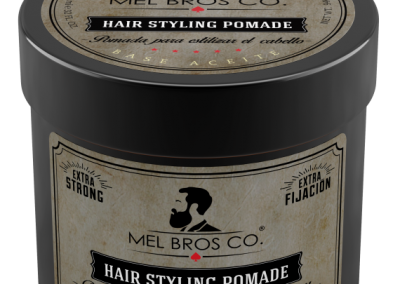 MEL BROS CO.
HAIR STYLING POMADE
Pomada para estilizar el cabello
BASE ACEITE
EXTRA STRONG
EXTRA FIJACIÓN
MEL BROS CO.®
HAIR STYLING POMADE